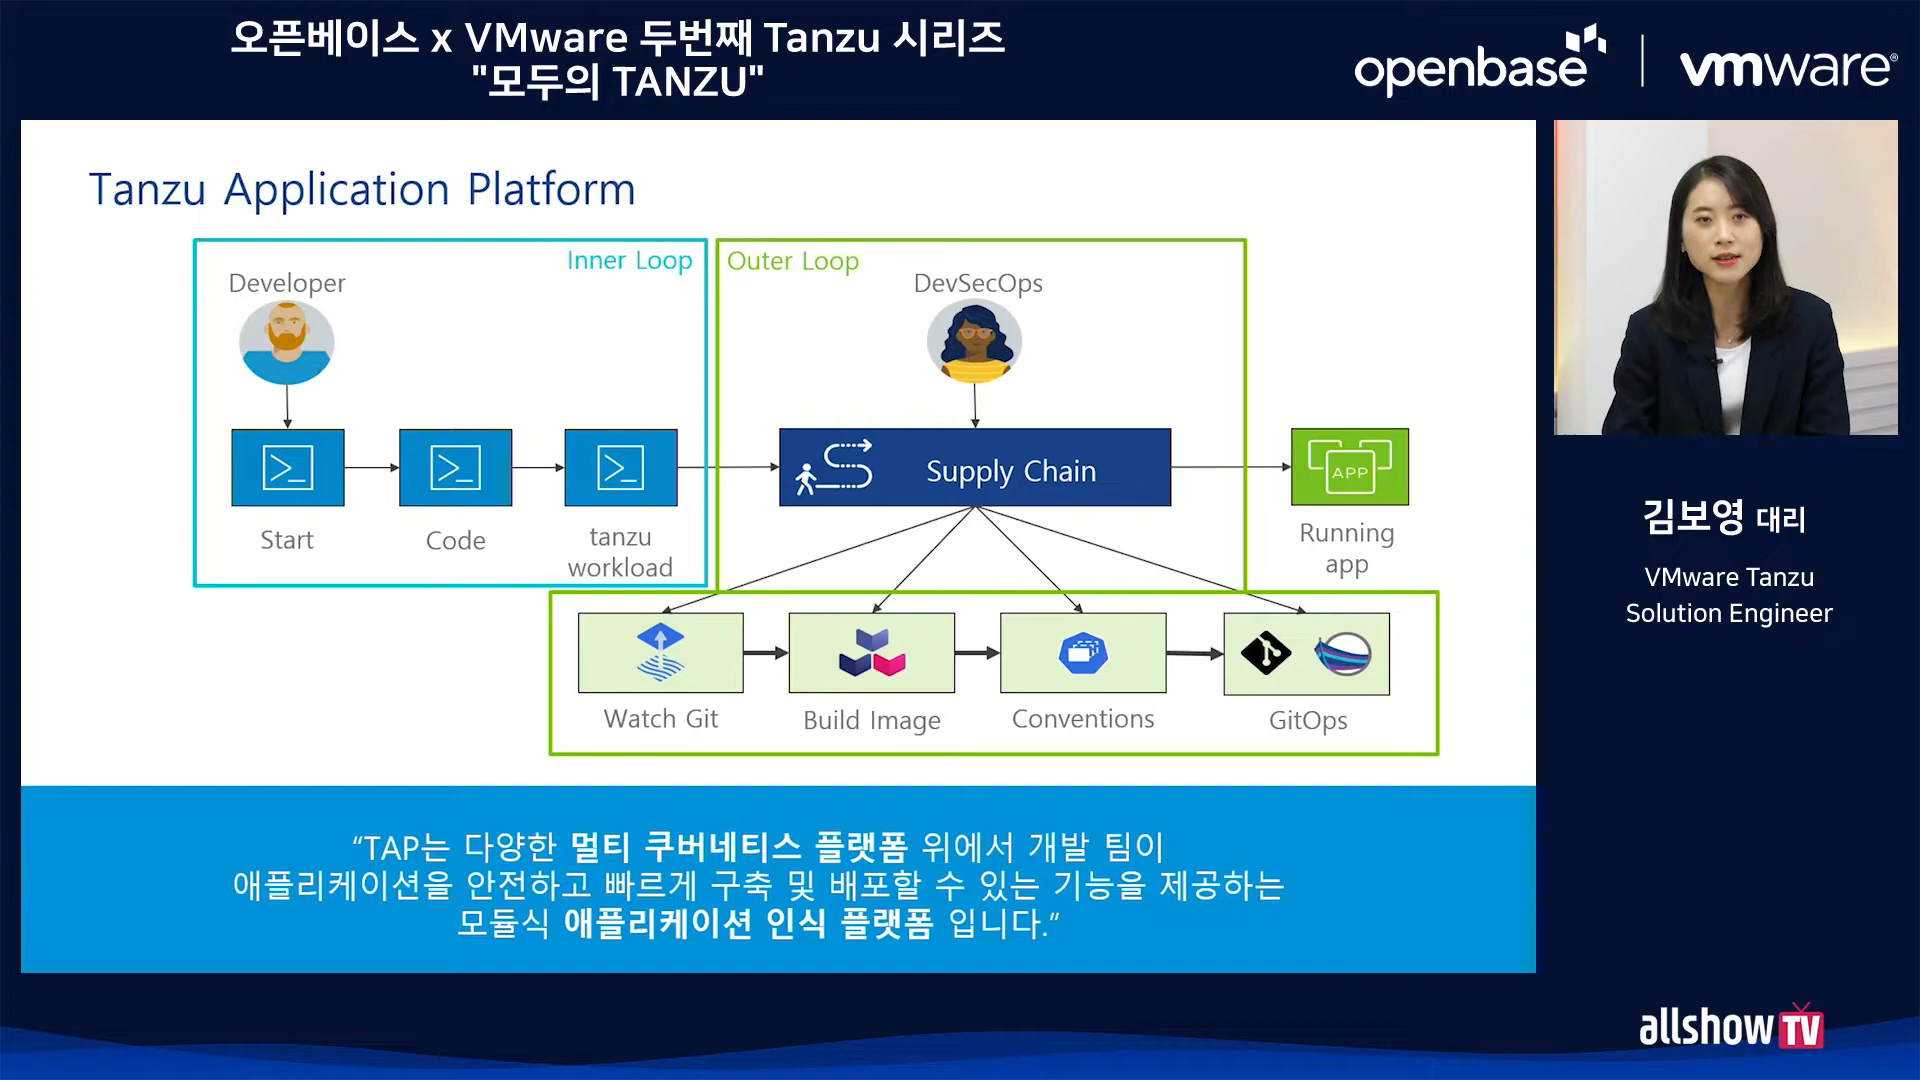 오픈베이스 x VMware 두번째 Tanzu 시리즈
"모두의 TANZU"
openbase
vmware®
Tanzu Application Platform
Inner Loop
Outer Loop
Developer
DevSecOps
Supply Chain
APP
Start
Code
tanzu
workload
Running
app
Watch Git
Build Image
Conventions
GitOps
“TAP는 다양한 멀티 쿠버네티스 플랫폼 위에서 개발 팀이
애플리케이션을 안전하고 빠르게 구축 및 배포할 수 있는 기능을 제공하는
모듈식 애플리케이션 인식 플랫폼 입니다.“
김보영 대리
VMware Tanzu
Solution Engineer
allshow TV